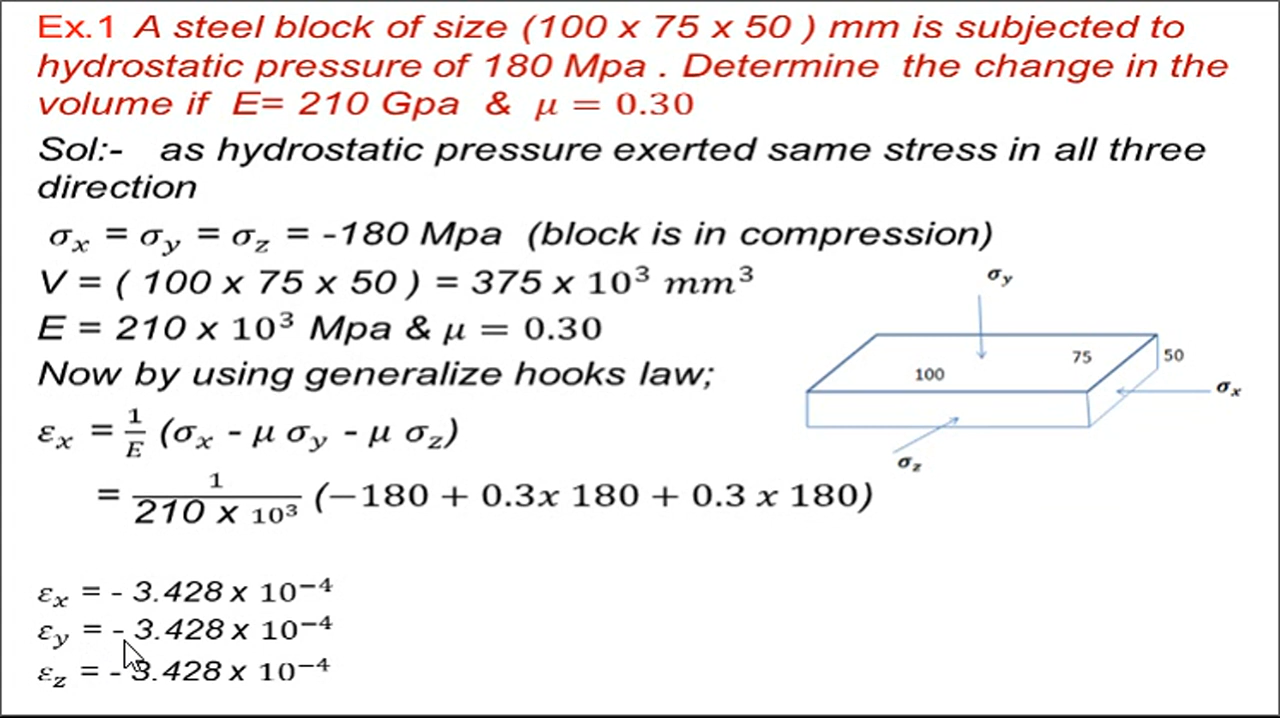 Ex.1 A steel block of size (100 x 75 x 50 ) mm is subjected to
hydrostatic pressure of 180 Mpa . Determine the change in the
volume if E= 210 Gpa & μ = 0.30
Sol:- as hydrostatic pressure exerted same stress in all three
direction
σx = σy = σz = -180 Mpa (block is in compression)
V = ( 100 x 75 x 50 ) = 375 x 10³ mm³
E = 210 x 10³ Mpa & μ = 0.30
Now by using generalize hooks law;
εx = 1/E (σx - μ σy - μ σz)
= 1/210 x 10³ (−180 + 0.3x 180 + 0.3 x 180)
εx = - 3.428 x 10⁻⁴
εy = - 3.428 x 10⁻⁴
εz = - 3.428 x 10⁻⁴
σy
75
50
100
σx
σz